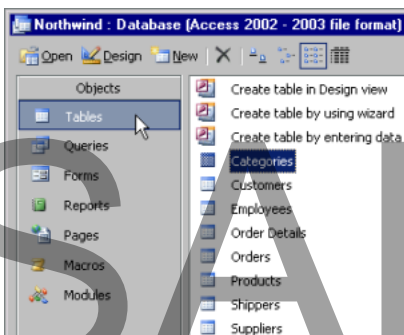 Northwind : Database (Access 2002 - 2003 file format)
Open Design New
Objects
Tables
Queries
Forms
Reports
Pages
Macros
Modules
Create table in Design view
Create table by using wizard
Create table by entering data
Categories
Customers
Employees
Order Details
Orders
Products
Shippers
Suppliers
SA